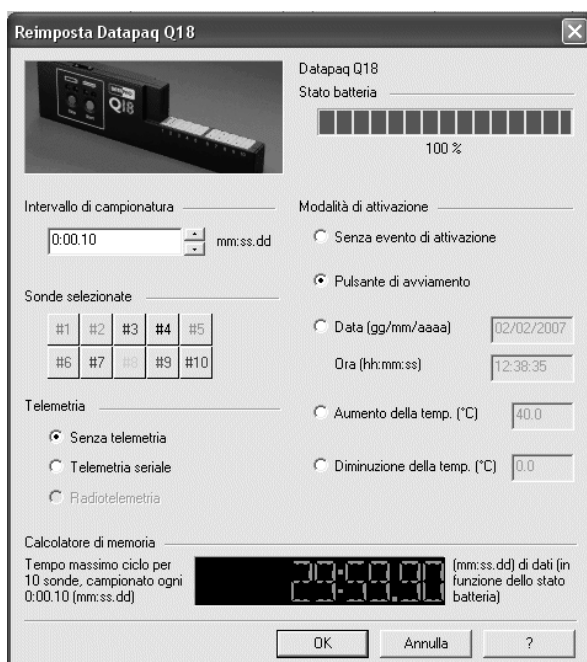 Reimposta Datapaq Q18
Q18
Datapaq Q18
Stato batteria
100 %
Intervallo di campionatura
0:00.10
mm:ss.dd
Sonde selezionate
#1 #2 #3 #4 #5
#6 #7 #8 #9 #10
Telemetria
Senza telemetria
Telemetria seriale
Radiotelemetria
Modalità di attivazione
Senza evento di attivazione
Pulsante di avviamento
Data (gg/mm/aaaa) 02/02/2007
Ora (hh:mm:ss) 12:38:35
Aumento della temp. (°C) 40.0
Diminuzione della temp. (°C) 0.0
Calcolatore di memoria
Tempo massimo ciclo per
10 sonde, campionato ogni
0:00.10 (mm:ss.dd)
29:59.90
(mm:ss.dd) di dati (in
funzione dello stato
batteria)
OK Annulla ?